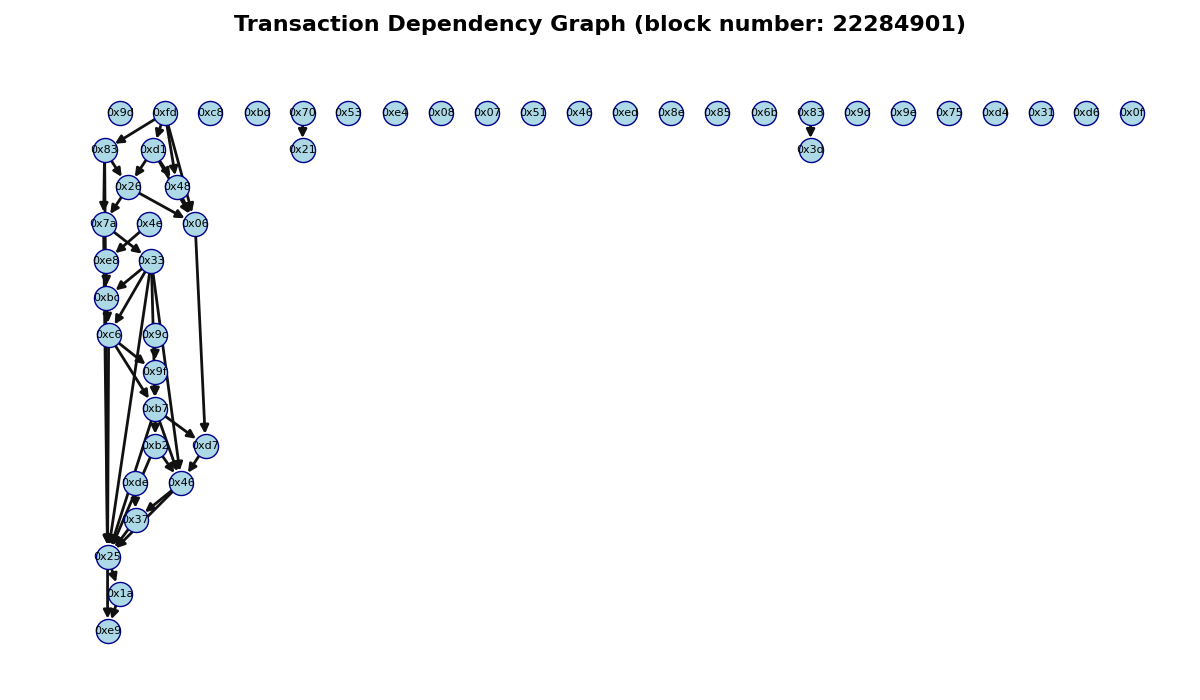 Transaction Dependency Graph (block number: 22284901)
0x9d 0xfd 0xc8 0xbd 0x70 0x53 0xe4 0x08 0x07 0x51 0x46 0xed 0x8e 0x85 0x6b 0x83 0x9d 0x9e 0x75 0xd4 0x31 0xd6 0x0f
0x83 0xd1 0x21 0x3d
0x26 0x48
0x7a 0x4e 0x06
0xe8 0x33
0xbc
0xc6 0x9c
0x9f
0xb7
0xb2 0xd7
0xde 0x46
0x37
0x25
0x1a
0xe9